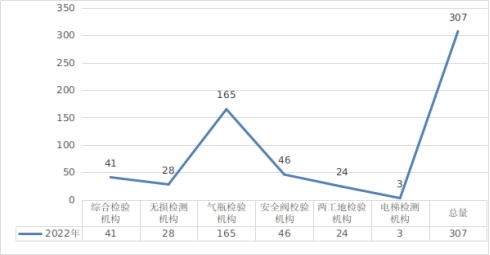 350
300
250
200
150
100
50
0
41
28
165
46
24
3
307
综合检验机构
无损检测机构
气瓶检验机构
安全阀校验机构
两工地检验机构
电梯检测机构
总量
2022年 41 28 165 46 24 3 307